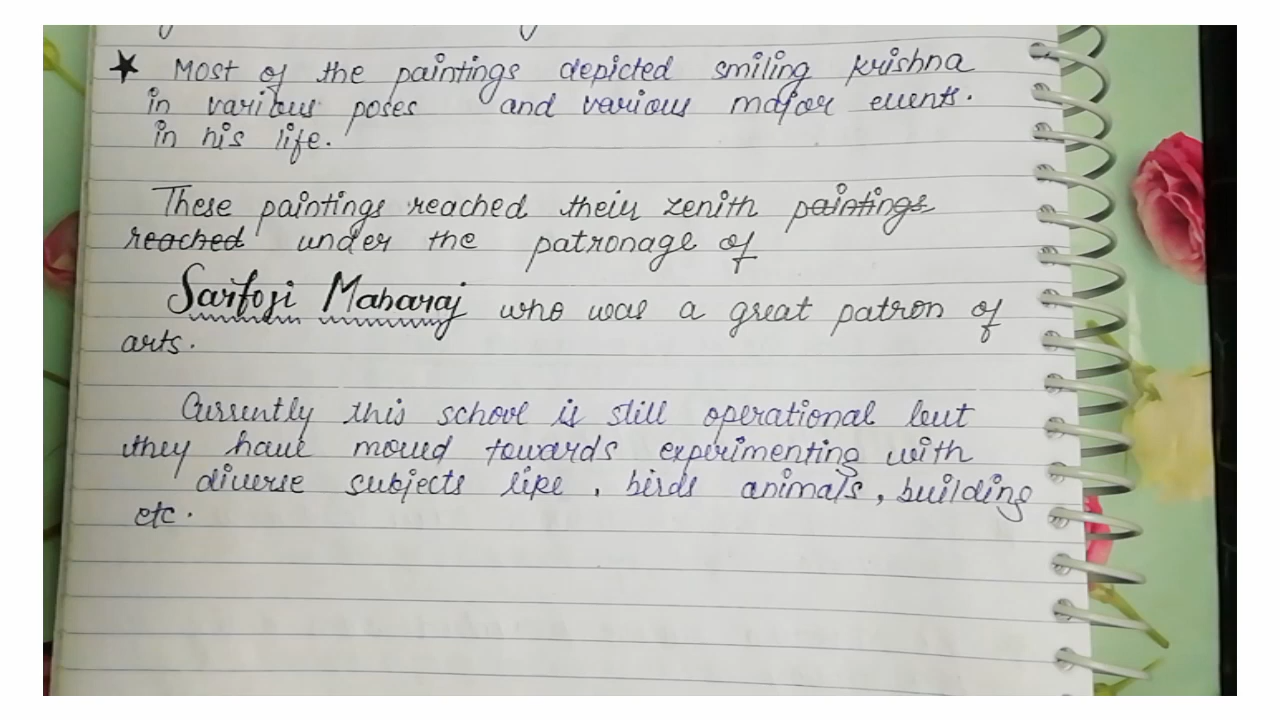 ★ Most of the paintings depicted smiling krishna
in various poses and various major events.
in his life.
These paintings reached their zenith paintings
reached under the patronage of
Sarfoji Maharaj who was a great patron of
arts.
Currently this school is still operational but
they have moved towards experimenting with
diverse subjects like , birds animals, building
etc.